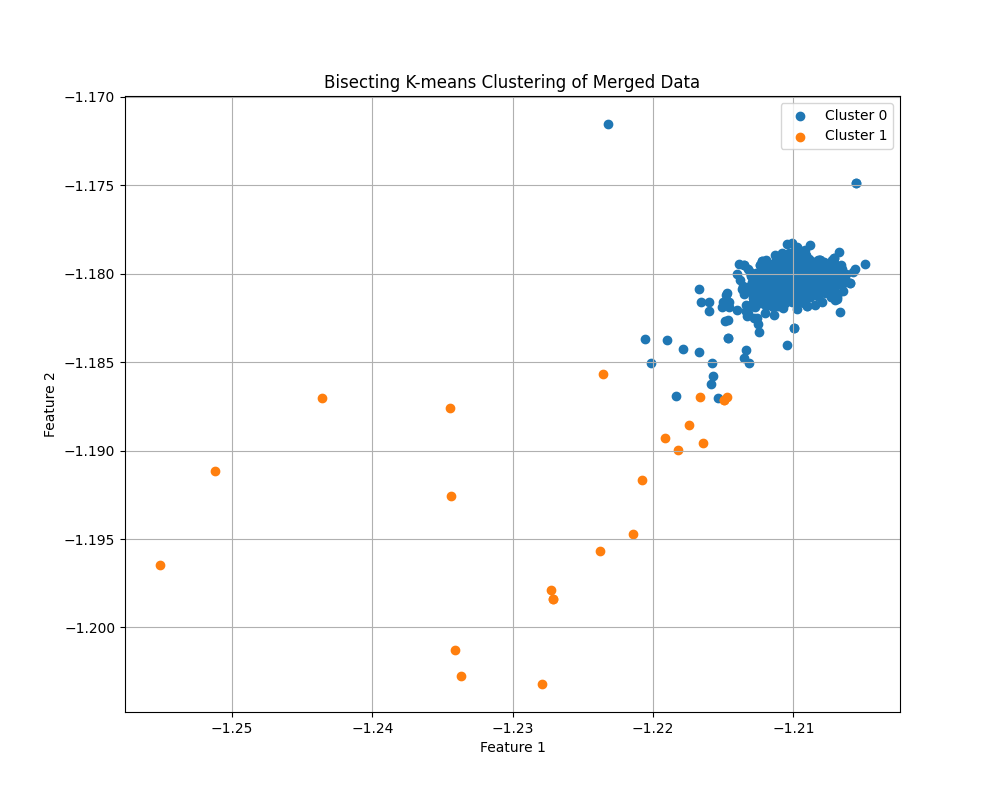 Bisecting K-means Clustering of Merged Data
Cluster 0
Cluster 1
−1.170
−1.175
−1.180
−1.185
−1.190
−1.195
−1.200
Feature 2
−1.25
−1.24
−1.23
−1.22
−1.21
Feature 1